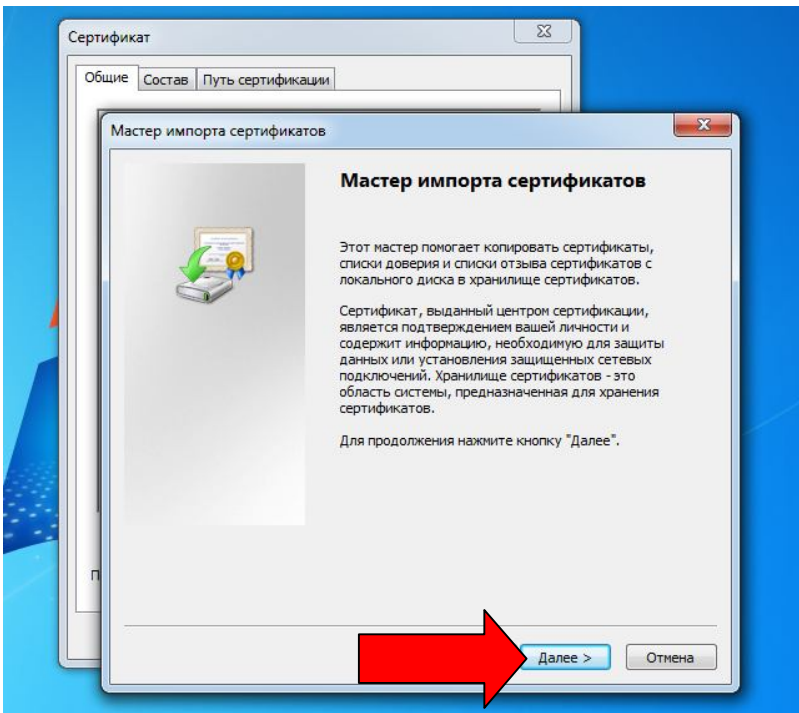 Сертификат
Общие Состав Путь сертификации
Мастер импорта сертификатов
Мастер импорта сертификатов
Этот мастер помогает копировать сертификаты,
списки доверия и списки отзыва сертификатов с
локального диска в хранилище сертификатов.
Сертификат, выданный центром сертификации,
является подтверждением вашей личности и
содержит информацию, необходимую для защиты
данных или установления защищенных сетевых
подключений. Хранилище сертификатов - это
область системы, предназначенная для хранения
сертификатов.
Для продолжения нажмите кнопку "Далее".
Далее > Отмена